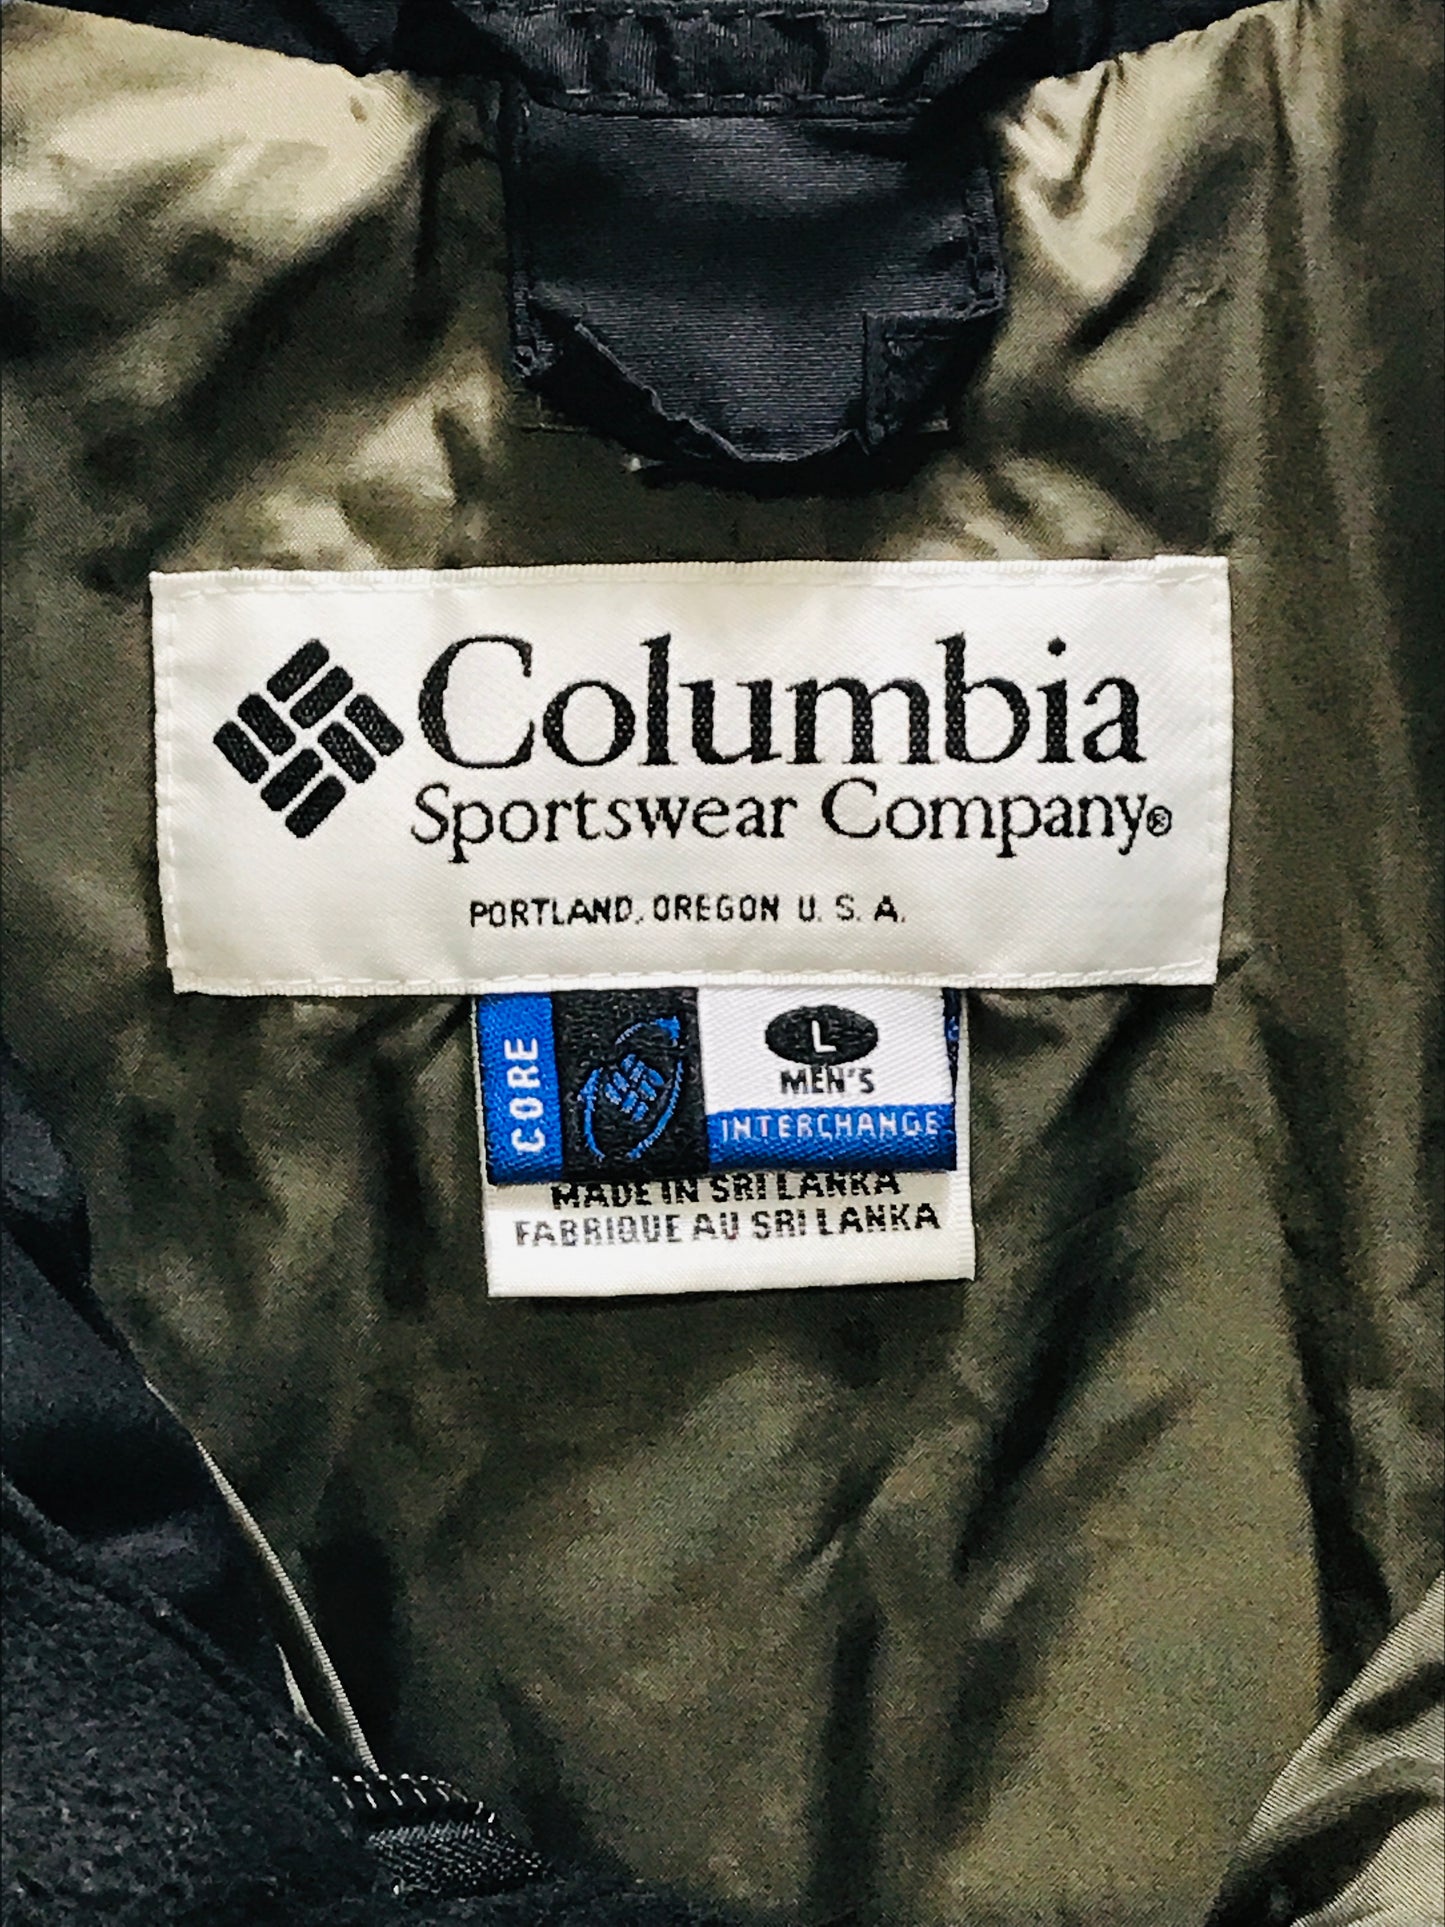 Columbia
Sportswear Company®
PORTLAND, OREGON U.S.A.
CORE
L
MEN'S
INTERCHANGE
MADE IN SRI LANKA
FABRIQUE AU SRI LANKA